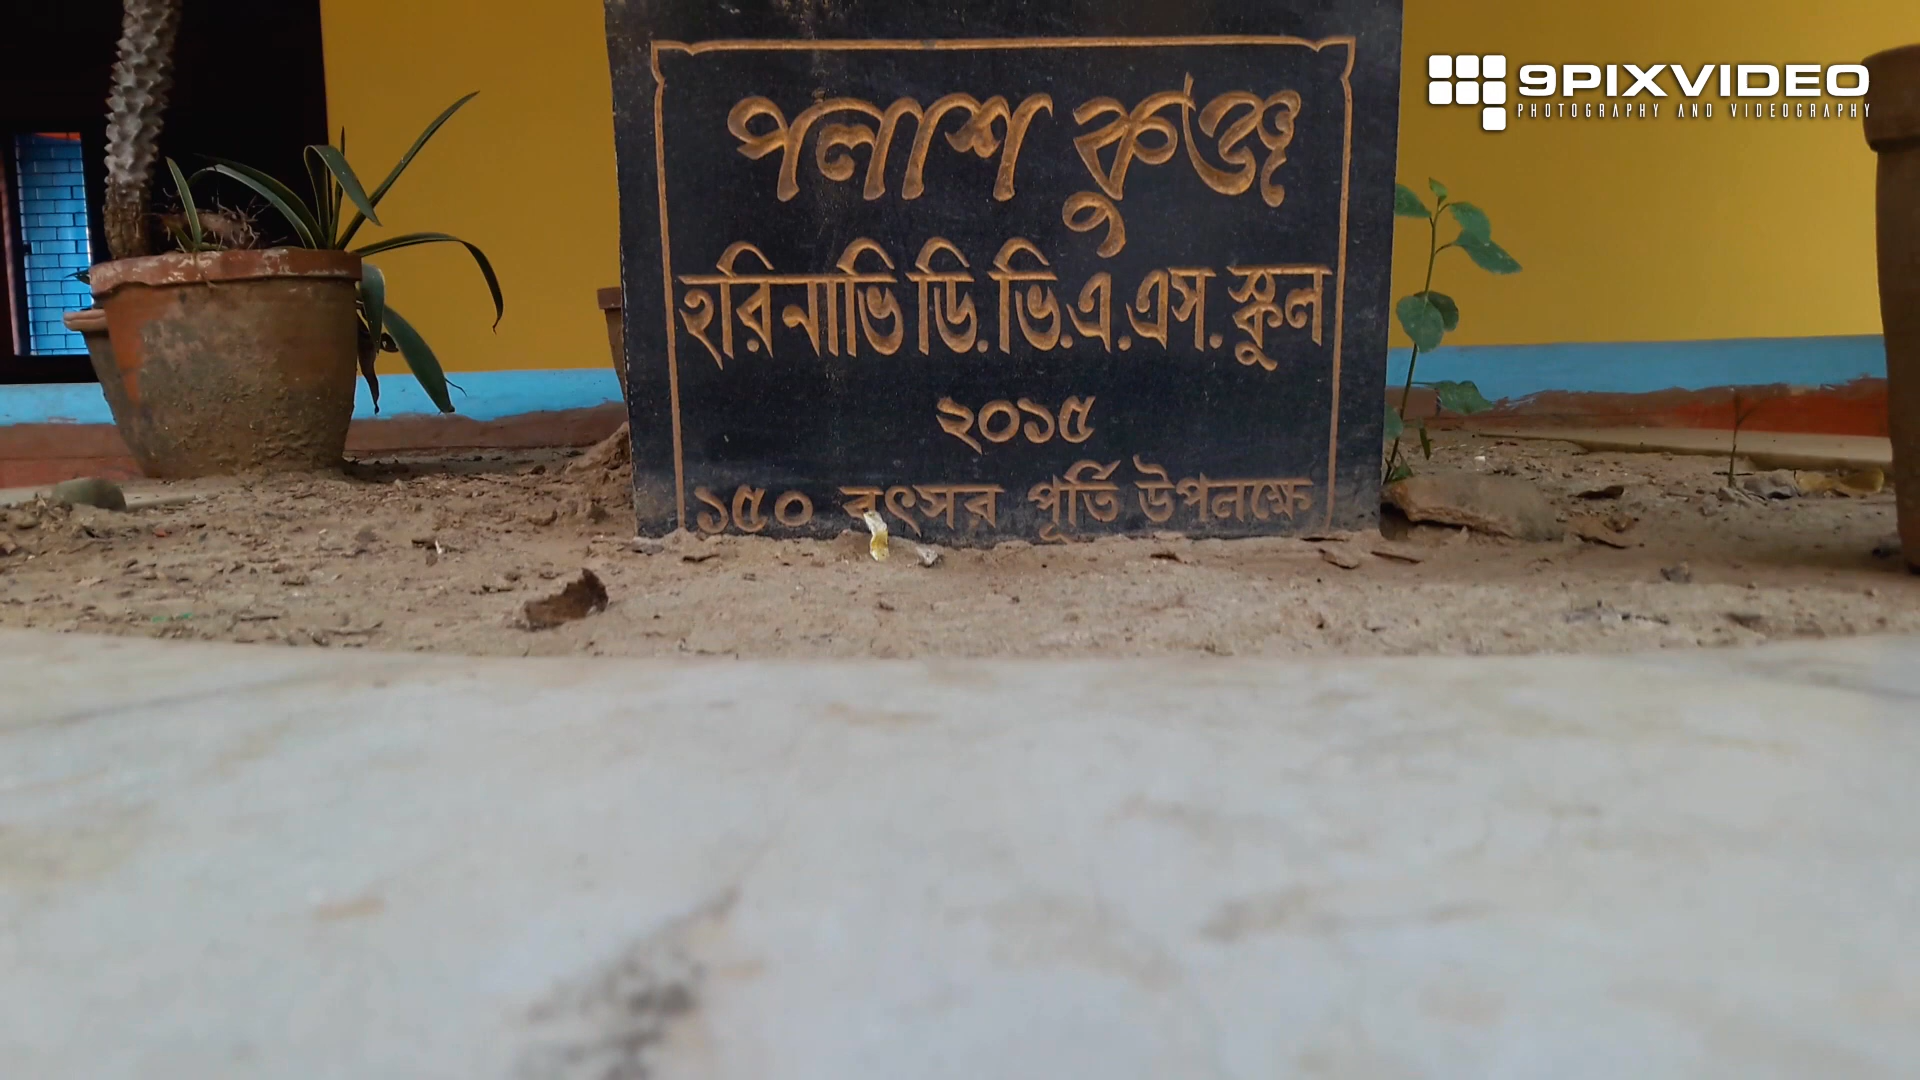 পলাশ কুঞ্জ
হরিনাভি ডি.ভি.এ.এস. স্কুল
২০১৫
১৫০ বৎসর পূর্তি উপলক্ষে
9PIXVIDEO
PHOTOGRAPHY AND VIDEOGRAPHY